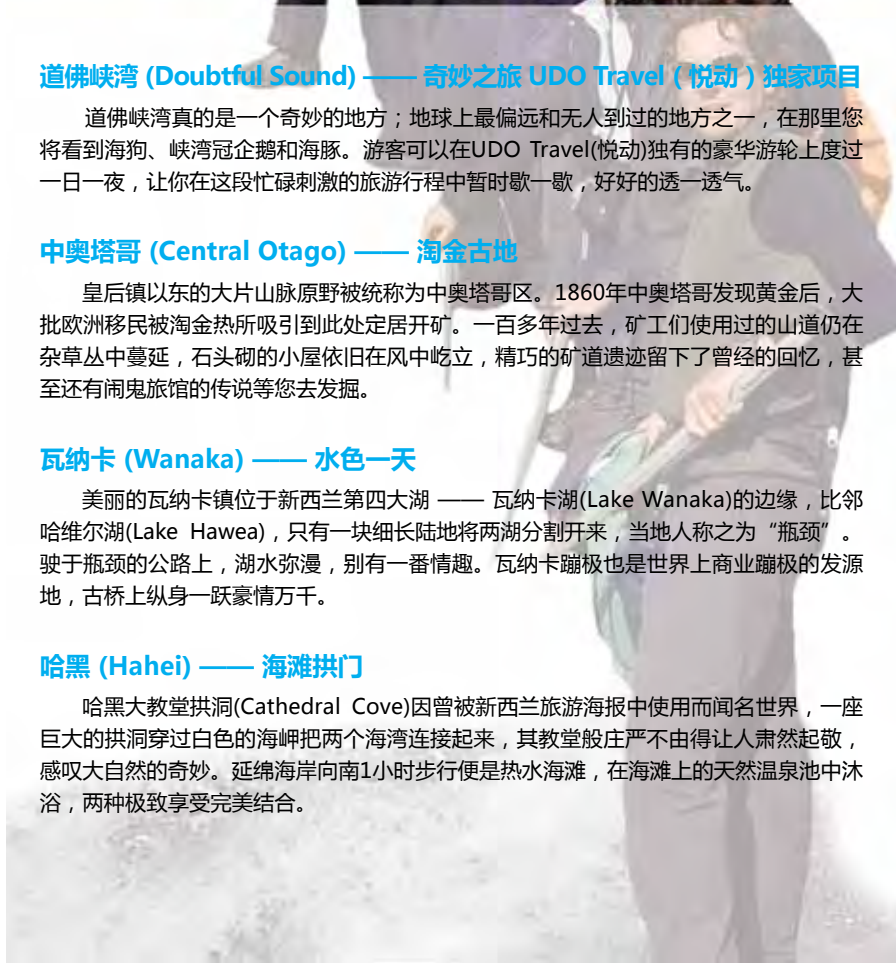 道佛峡湾 (Doubtful Sound) —— 奇妙之旅 UDO Travel（悦动）独家项目
道佛峡湾真的是一个奇妙的地方；地球上最偏远和无人到过的地方之一，在那里您
将看到海狗、峡湾冠企鹅和海豚。游客可以在UDO Travel(悦动)独有的豪华游轮上度过
一日一夜，让你在这段忙碌刺激的旅游行程中暂时歇一歇，好好的透一透气。
中奥塔哥 (Central Otago) —— 淘金古地
皇后镇以东的大片山脉原野被统称为中奥塔哥区。1860年中奥塔哥发现黄金后，大
批欧洲移民被淘金热所吸引到此处定居开矿。一百多年过去，矿工们使用过的山道仍在
杂草丛中蔓延，石头砌的小屋依旧在风中屹立，精巧的矿道遗迹留下了曾经的回忆，甚
至还有闹鬼旅馆的传说等您去发掘。
瓦纳卡 (Wanaka) —— 水色一天
美丽的瓦纳卡镇位于新西兰第四大湖 —— 瓦纳卡湖(Lake Wanaka)的边缘，比邻
哈维尔湖(Lake Hawea)，只有一块细长陆地将两湖分割开来，当地人称之为“瓶颈”。
驶于瓶颈的公路上，湖水弥漫，别有一番情趣。瓦纳卡蹦极也是世界上商业蹦极的发源
地，古桥上纵身一跃豪情万千。
哈黑 (Hahei) —— 海滩拱门
哈黑大教堂拱洞(Cathedral Cove)因曾被新西兰旅游海报中使用而闻名世界，一座
巨大的拱洞穿过白色的海岬把两个海湾连接起来，其教堂般庄严不由得让人肃然起敬，
感叹大自然的奇妙。延绵海岸向南1小时步行便是热水海滩，在海滩上的天然温泉池中沐
浴，两种极致享受完美结合。